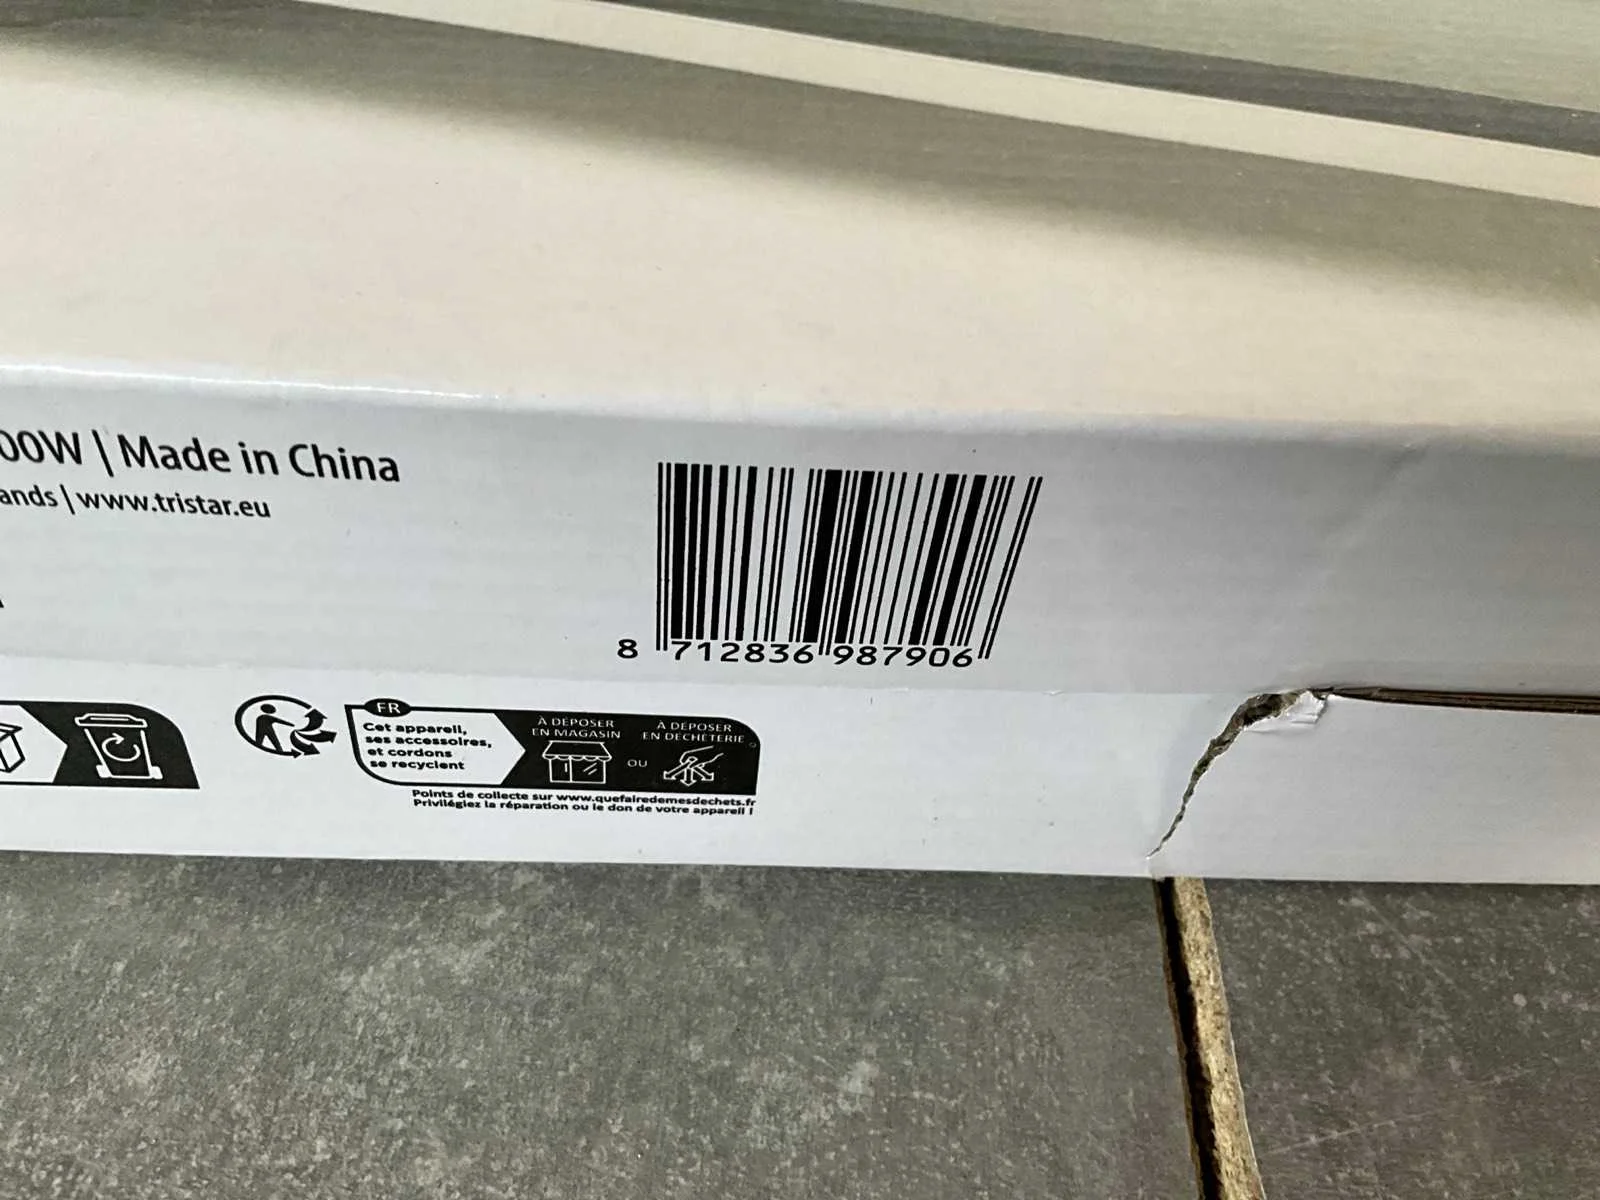 00W | Made in China
ands | www.tristar.eu
8 712836 987906
FR
Cet appareil,
ses accessoires,
et cordons
se recyclent
À DÉPOSER
EN MAGASIN
OU
À DÉPOSER
EN DÉCHÈTERIE
Points de collecte sur www.quefairedemesdechets.fr
Privilégiez la réparation ou le don de votre appareil !